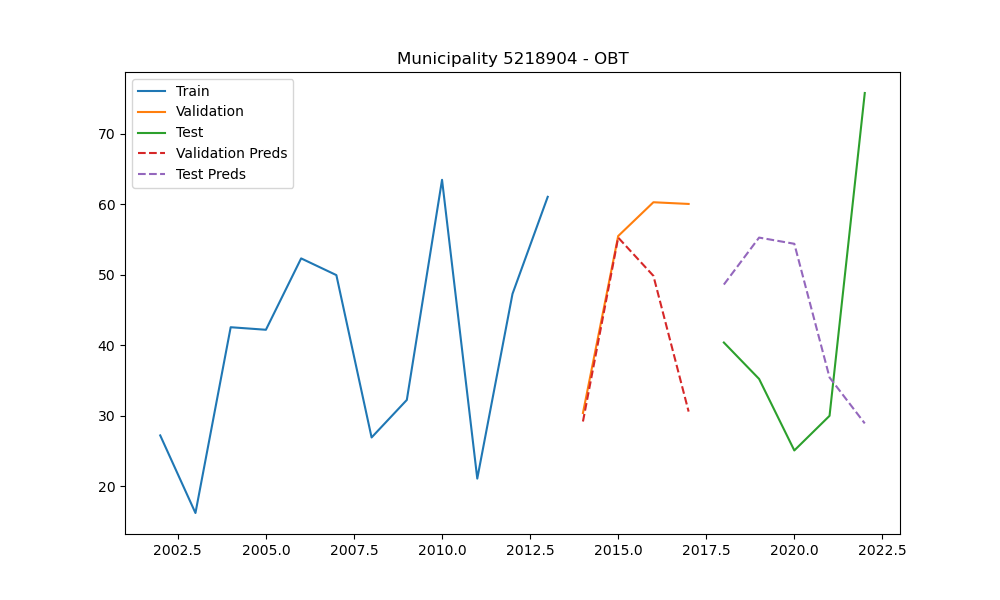 Municipality 5218904 - OBT
Train
Validation
Test
Validation Preds
Test Preds
70
60
50
40
30
20
2002.5 2005.0 2007.5 2010.0 2012.5 2015.0 2017.5 2020.0 2022.5